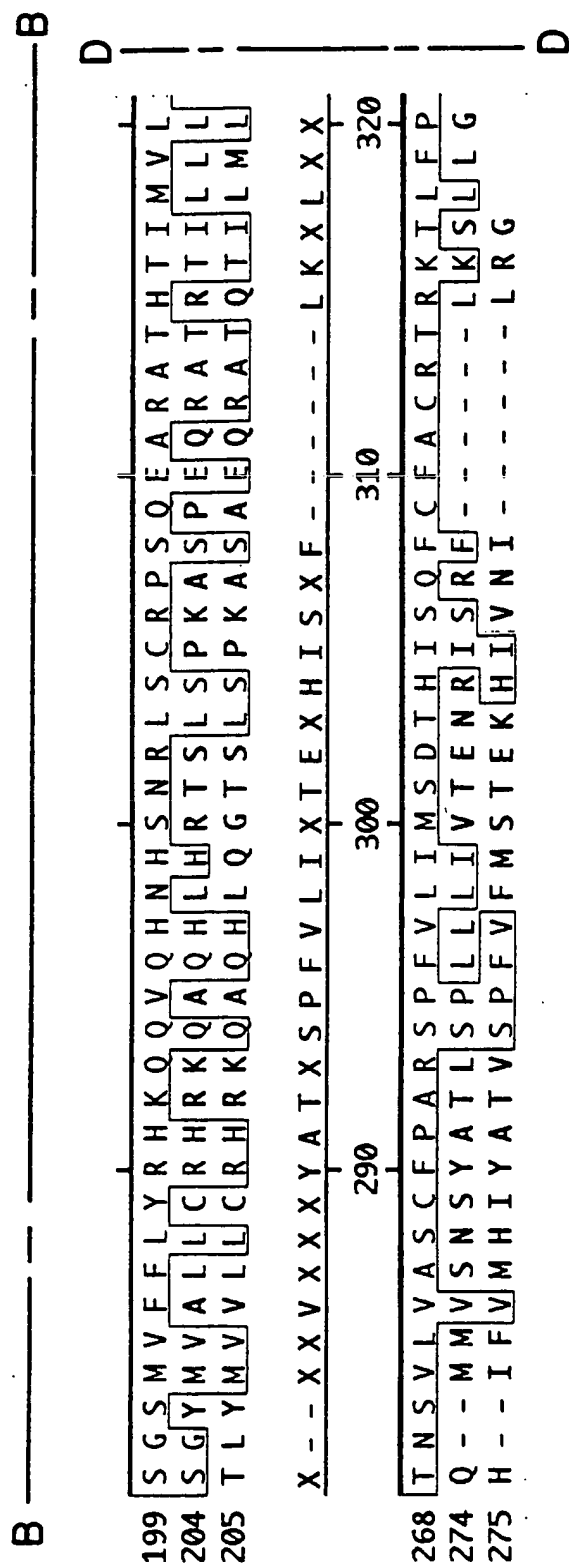 B B
199 S G S M V F F L Y R H K Q Q V Q H N H S N R L S C R P S Q E A R A T H T I M V L
204 S G Y M V A L L C R H R K Q A Q H L H R T S L S P K A S P E Q R A T R T I L L L
205 T L Y M V V L L C R H R K Q A Q H L Q G T S L S P K A S A E Q R A T Q T I L M L
D
X - - X X V X X X Y A T X S P F V L I X T E X H I S X F - - - - - - L K X L X X
290 300 310 320
268 T N S V L V A S C F P A R S P F V L I M S D T H I S Q F C F A C R T R K T L F P
274 Q - - M M V S N S Y A T L S P L L L I V T E N R I S R F - - - - - - L K S L L G
275 H - - I F V M H I Y A T V S P F V F M S T E K H I V N I - - - - - - L R G
D